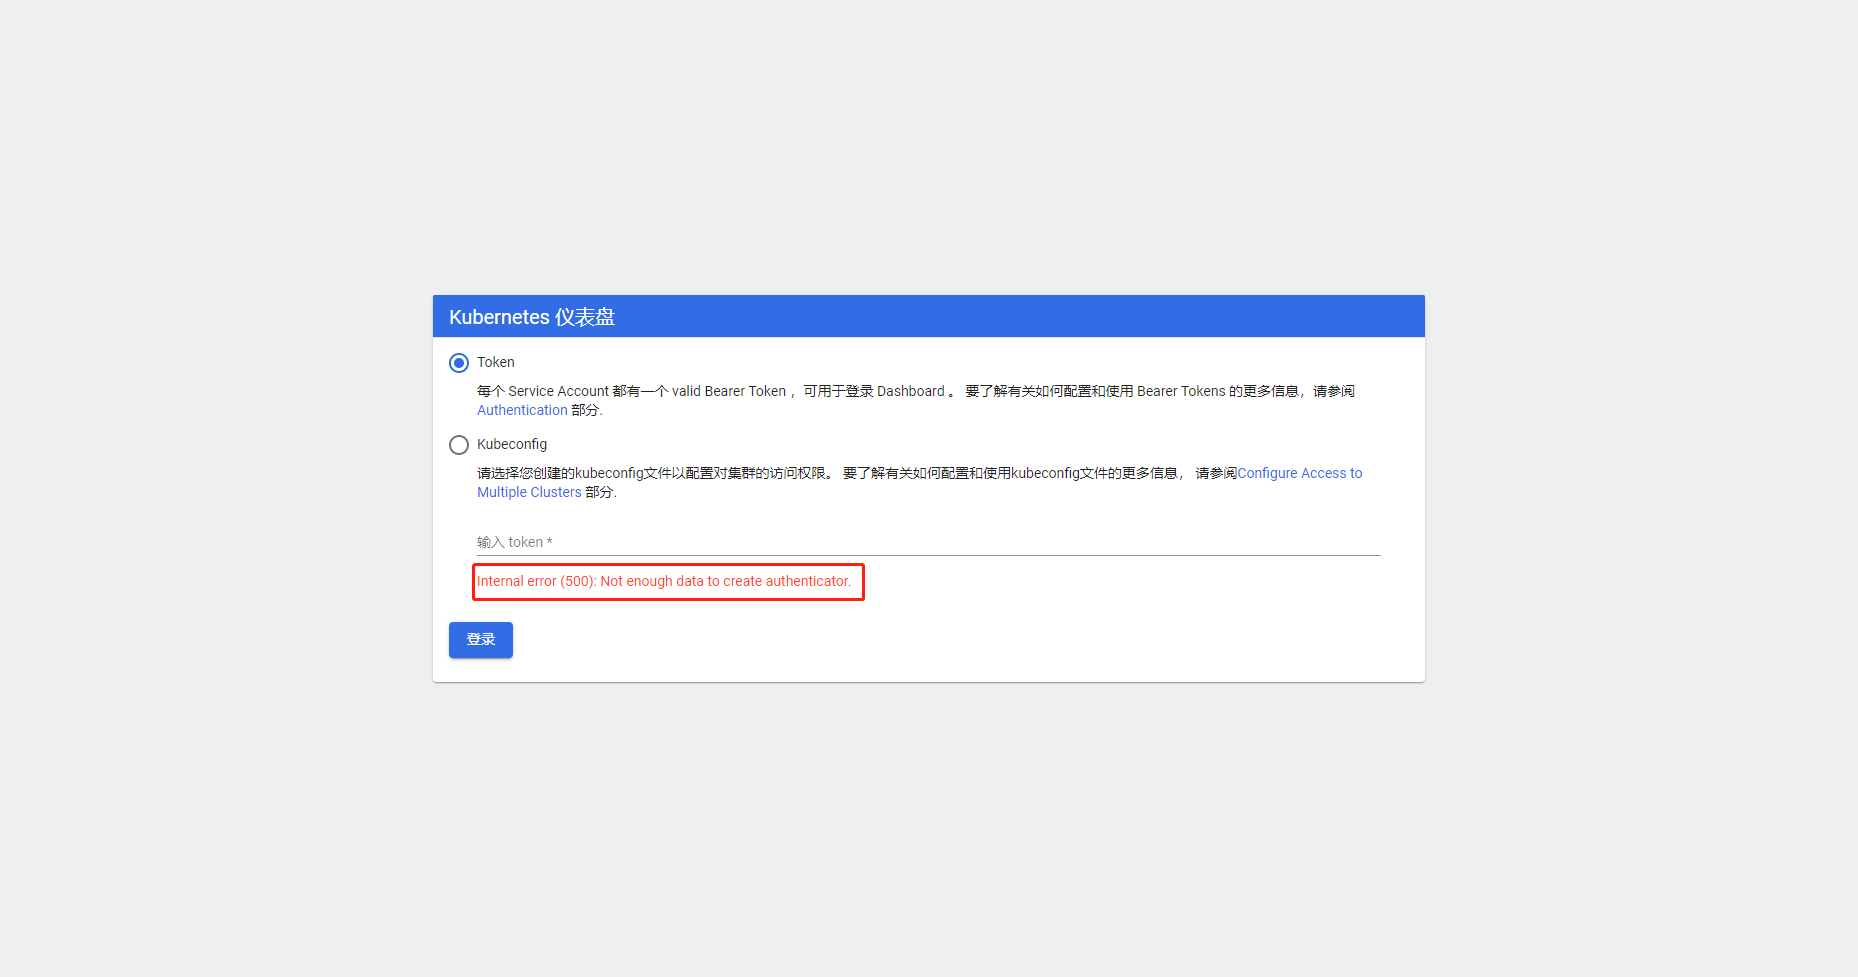 Kubernetes 仪表盘
Token
每个 Service Account 都有一个 valid Bearer Token ，可用于登录 Dashboard 。 要了解有关如何配置和使用 Bearer Tokens 的更多信息，请参阅
Authentication 部分.
Kubeconfig
请选择您创建的kubeconfig文件以配置对集群的访问权限。 要了解有关如何配置和使用kubeconfig文件的更多信息， 请参阅Configure Access to
Multiple Clusters 部分.
输入 token *
Internal error (500): Not enough data to create authenticator.
登录